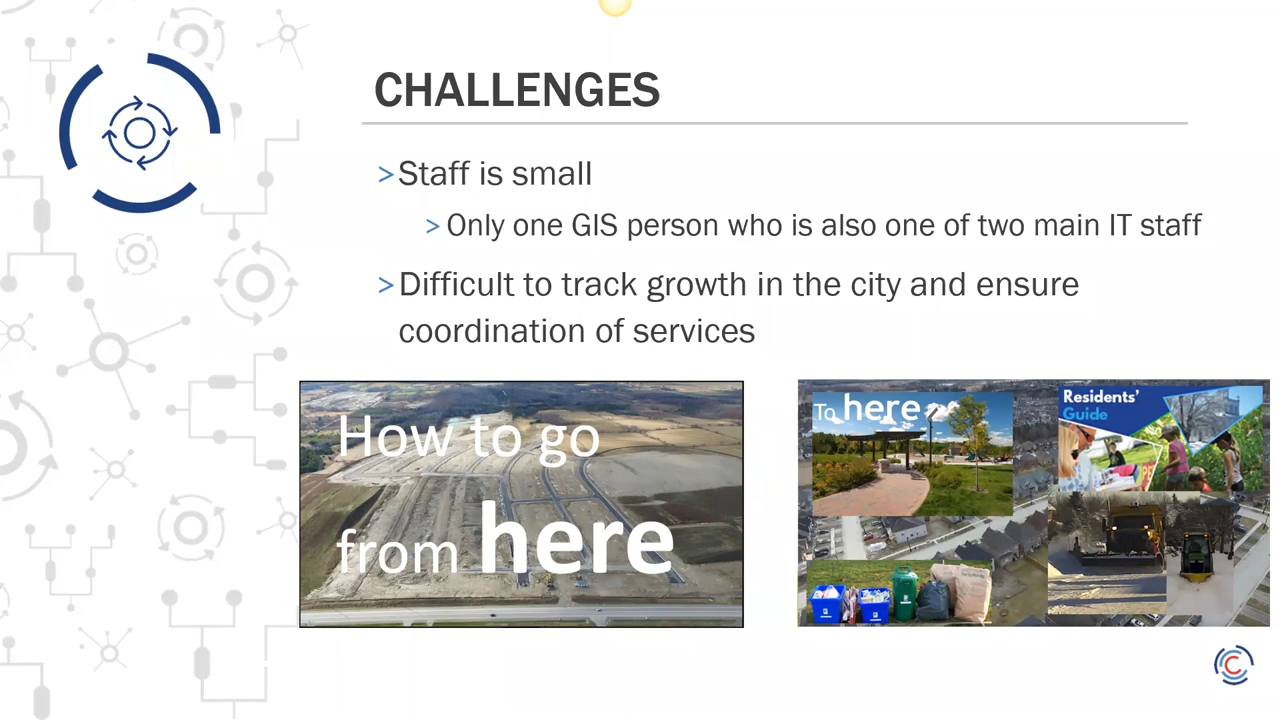 CHALLENGES
>Staff is small
> Only one GIS person who is also one of two main IT staff
>Difficult to track growth in the city and ensure
coordination of services
How to go
from here
To here
Residents'
Guide
C